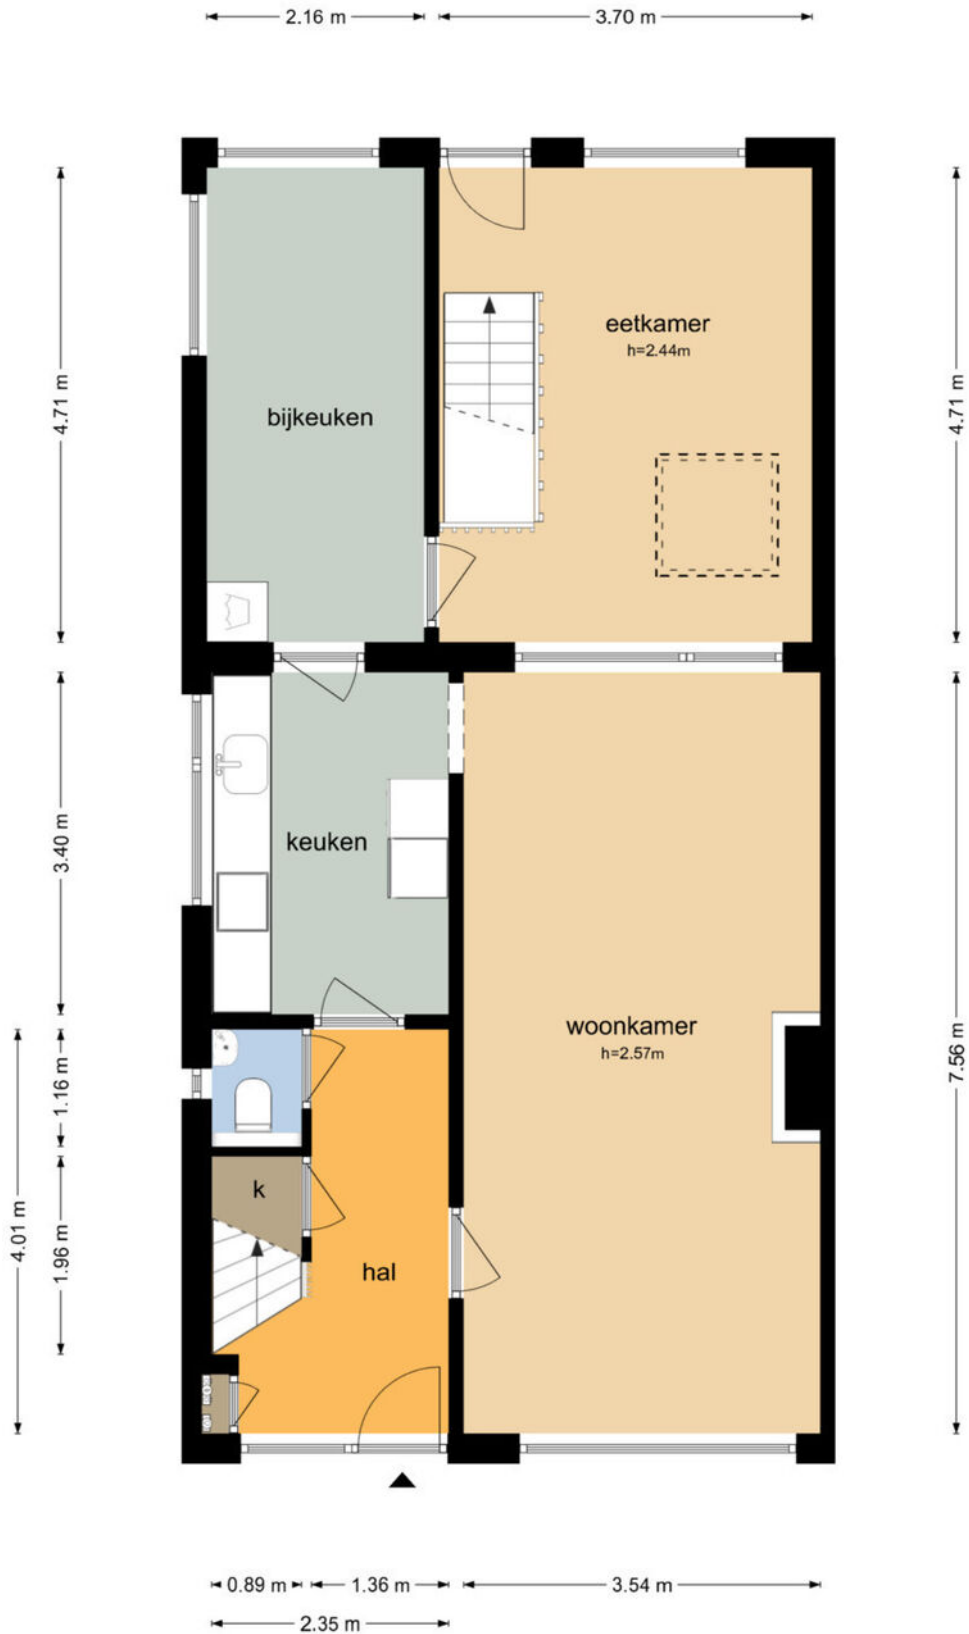 2.16 m
3.70 m
4.71 m
4.71 m
eetkamer
h=2.44m
bijkeuken
3.40 m
keuken
woonkamer
h=2.57m
7.56 m
1.16 m
4.01 m
1.96 m
k
hal
0.89 m
1.36 m
3.54 m
2.35 m